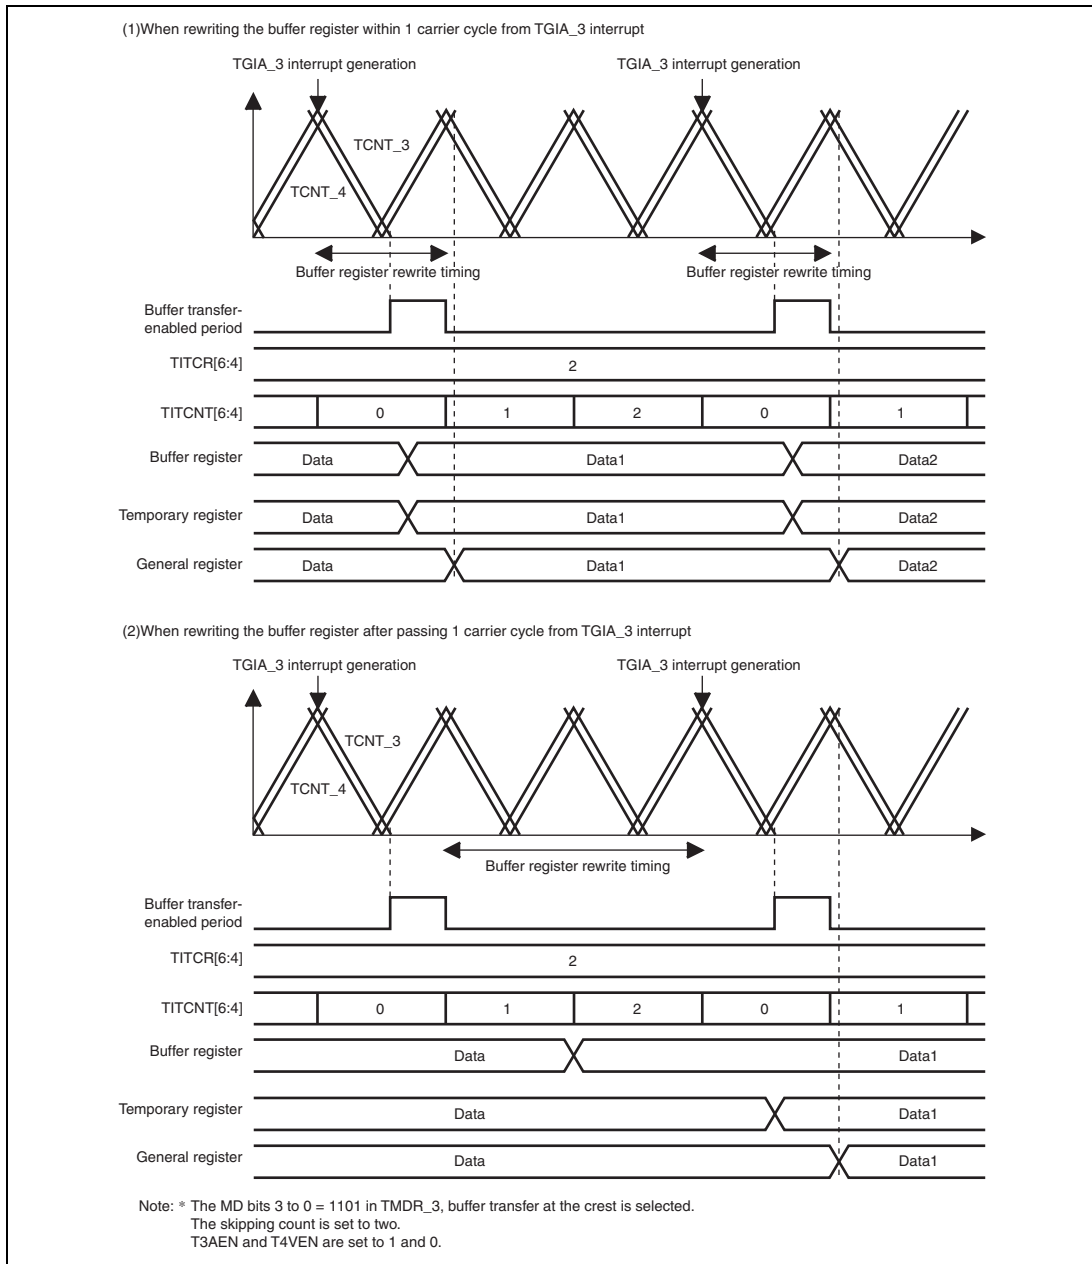 (1)When rewriting the buffer register within 1 carrier cycle from TGIA_3 interrupt
TGIA_3 interrupt generation
TGIA_3 interrupt generation
TCNT_3
TCNT_4
Buffer register rewrite timing
Buffer register rewrite timing
Buffer transfer-
enabled period
TITCR[6:4]
2
TITCNT[6:4]
0
1
2
0
1
Buffer register
Data
Data1
Data2
Temporary register
Data
Data1
Data2
General register
Data
Data1
Data2
(2)When rewriting the buffer register after passing 1 carrier cycle from TGIA_3 interrupt
TGIA_3 interrupt generation
TGIA_3 interrupt generation
TCNT_3
TCNT_4
Buffer register rewrite timing
Buffer transfer-
enabled period
TITCR[6:4]
2
TITCNT[6:4]
0
1
2
0
1
Buffer register
Data
Data1
Temporary register
Data
Data1
General register
Data
Data1
Note: * The MD bits 3 to 0 = 1101 in TMDR_3, buffer transfer at the crest is selected.
The skipping count is set to two.
T3AEN and T4VEN are set to 1 and 0.